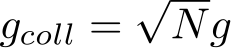 $g_{coll} = \sqrt{N}g$